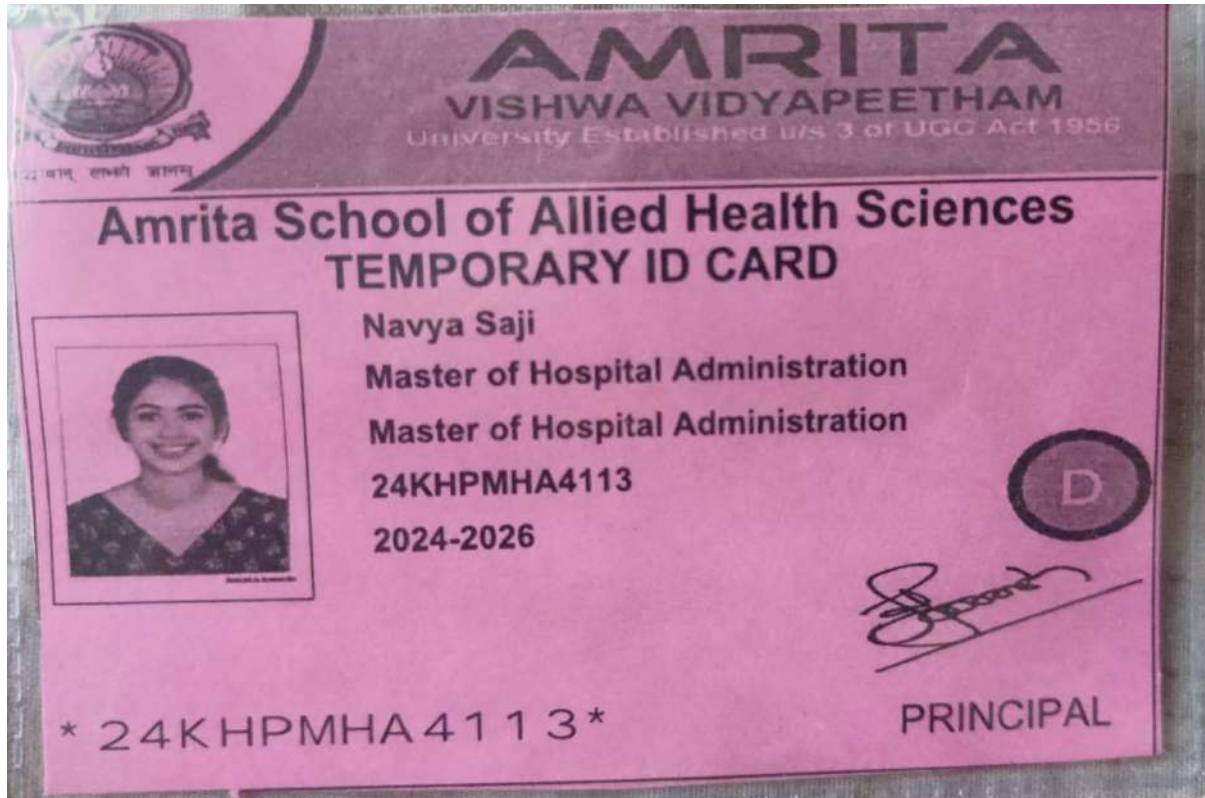 AMRITA
VISHWA VIDYAPEETHAM
University Established u/s 3 of UGC Act 1956
Amrita School of Allied Health Sciences
TEMPORARY ID CARD
Navya Saji
Master of Hospital Administration
Master of Hospital Administration
24KHPMHA4113
2024-2026
D
*24KHPMHA4113*
PRINCIPAL